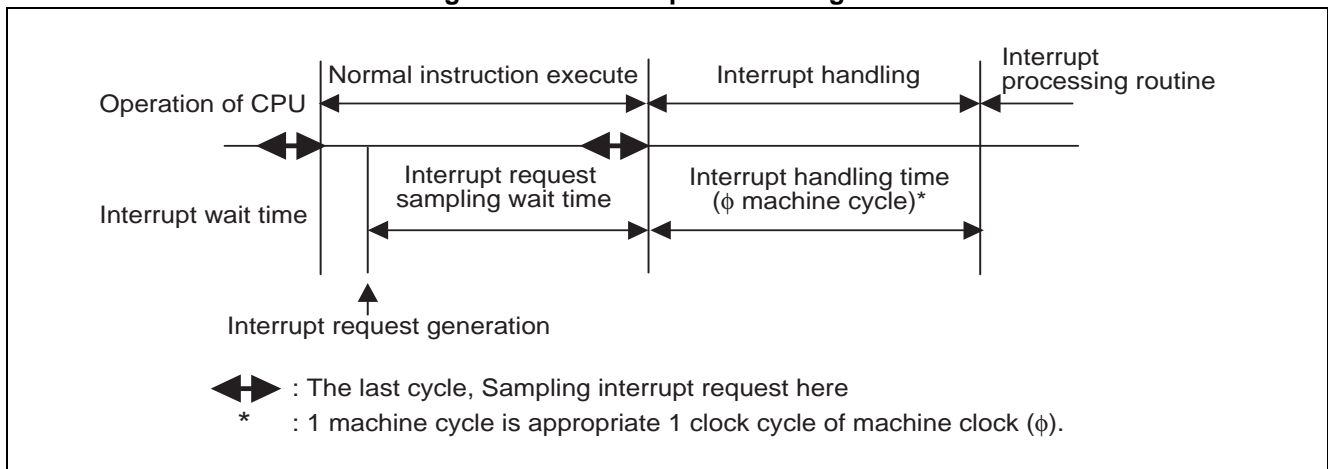 Normal instruction execute
Interrupt handling
Interrupt
processing routine
Operation of CPU
Interrupt request
sampling wait time
Interrupt handling time
(ϕ machine cycle)*
Interrupt wait time
Interrupt request generation
: The last cycle, Sampling interrupt request here
* : 1 machine cycle is appropriate 1 clock cycle of machine clock (ϕ).